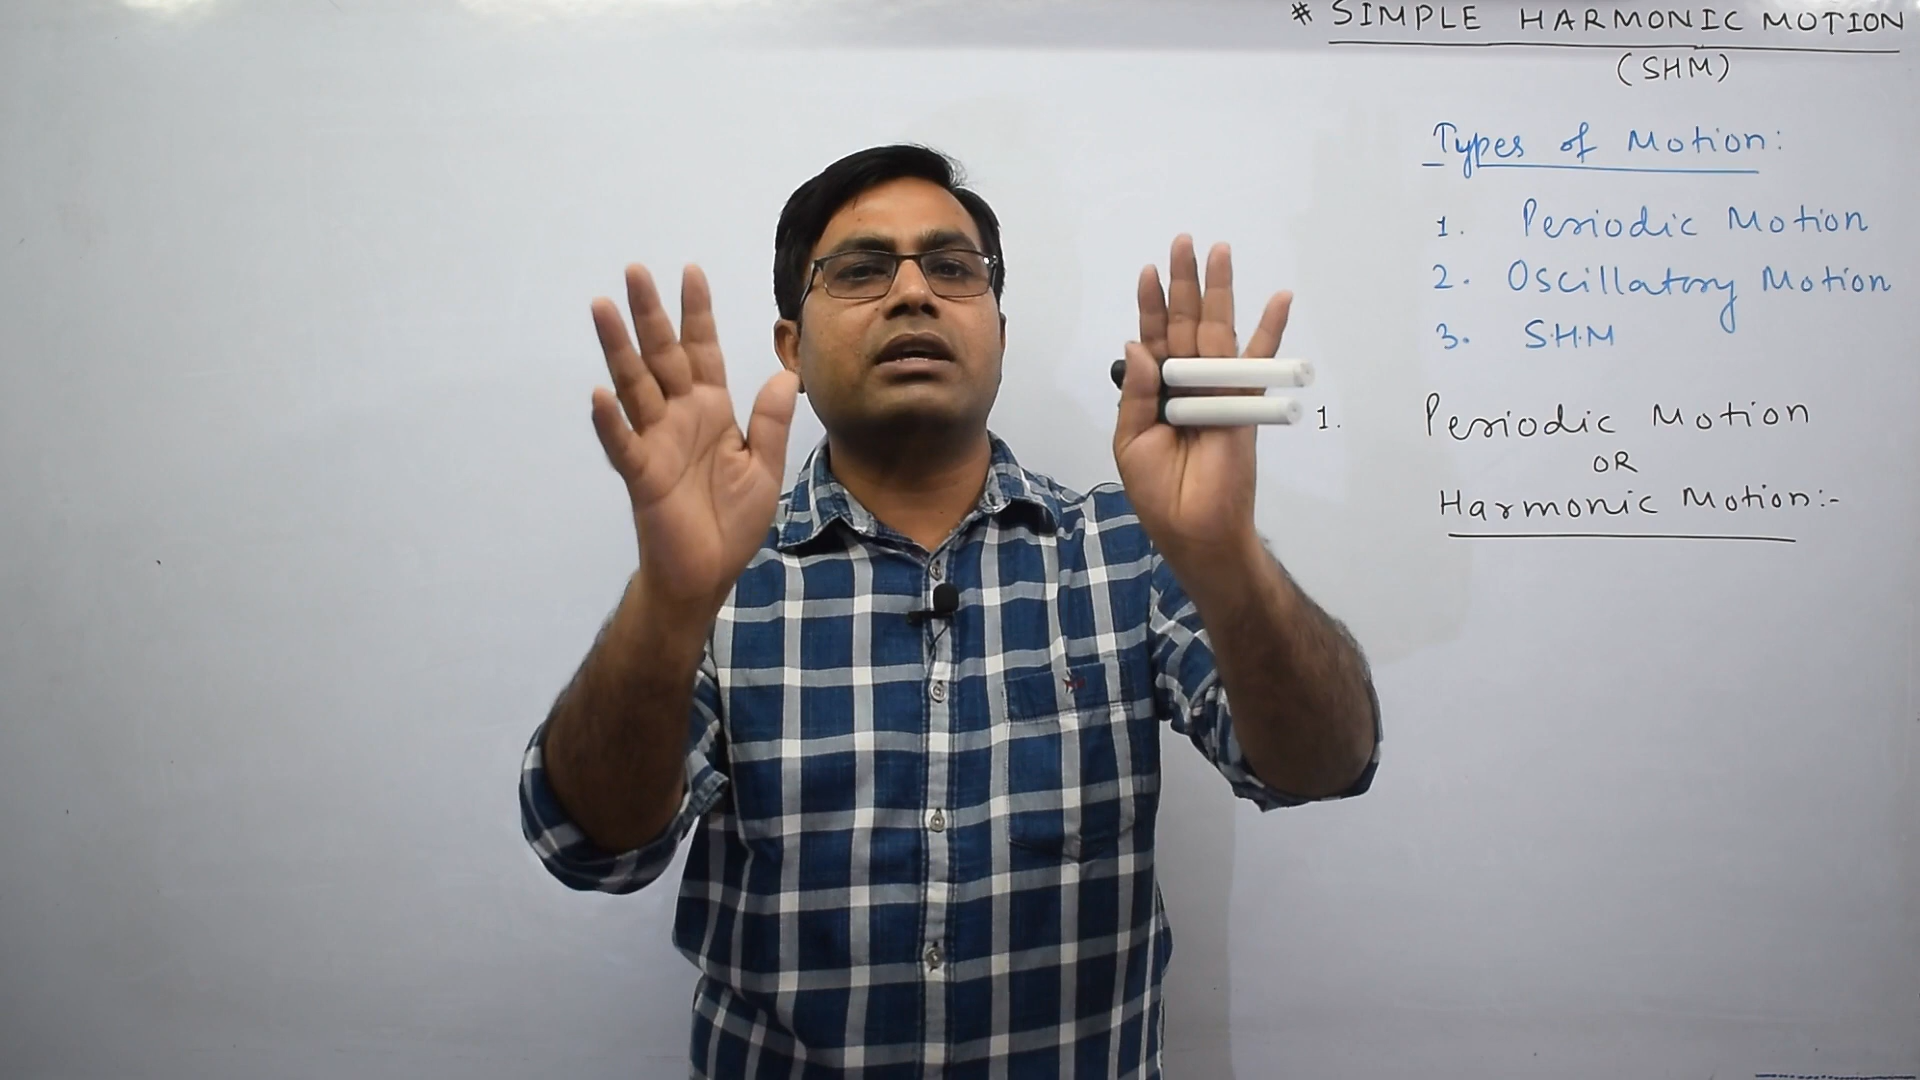 * SIMPLE HARMONIC MOTION
(SHM)
Types of Motion:
1. Periodic Motion
2. Oscillatory Motion
3. S.H.M
1. Periodic Motion
OR
Harmonic Motion:-